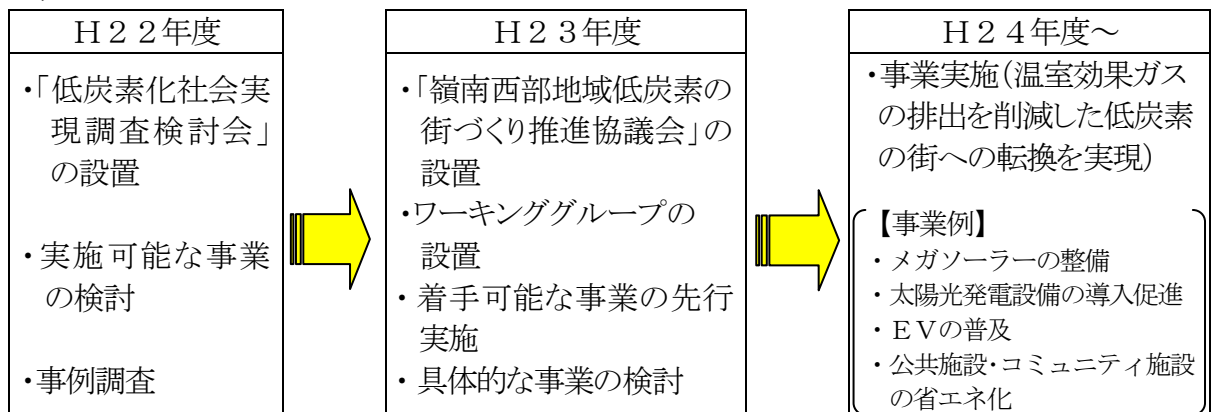 H22年度
・「低炭素化社会実
現調査検討会」
の設置
・実施可能な事業
の検討
・事例調査
H23年度
・「嶺南西部地域低炭素の
街づくり推進協議会」の
設置
・ワーキンググループの
設置
・着手可能な事業の先行
実施
・具体的な事業の検討
H24年度~
・事業実施(温室効果ガス
の排出を削減した低炭素
の街への転換を実現)
【事業例】
・メガソーラーの整備
・太陽光発電設備の導入促進
・EVの普及
・公共施設・コミュニティ施設
の省エネ化